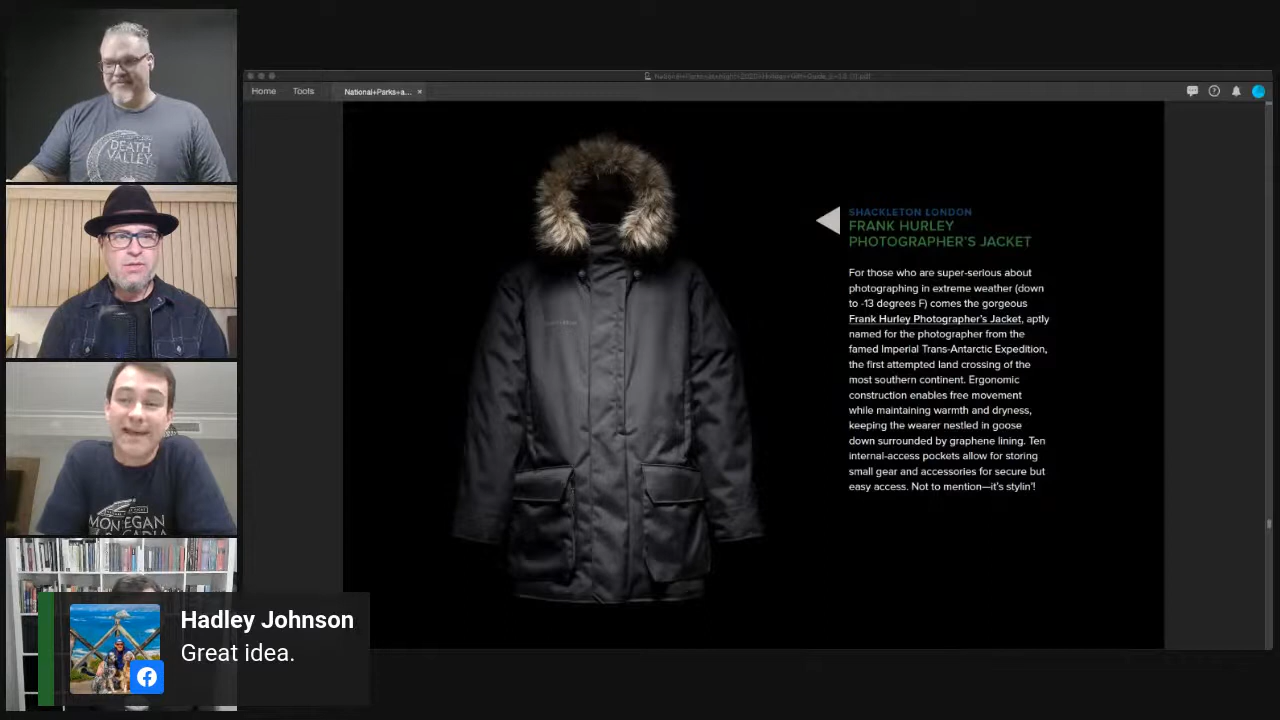 DEATH
VALLEY
MONHEGAN
Home
Tools
National+Parks+a...
SHACKLETON LONDON
FRANK HURLEY
PHOTOGRAPHER'S JACKET
For those who are super-serious about
photographing in extreme weather (down
to -13 degrees F) comes the gorgeous
Frank Hurley Photographer's Jacket, aptly
named for the photographer from the
famed Imperial Trans-Antarctic Expedition,
the first attempted land crossing of the
most southern continent. Ergonomic
construction enables free movement
while maintaining warmth and dryness,
keeping the wearer nestled in goose
down surrounded by graphene lining. Ten
internal-access pockets allow for storing
small gear and accessories for secure but
easy access. Not to mention—it's stylin'!
Hadley Johnson
Great idea.